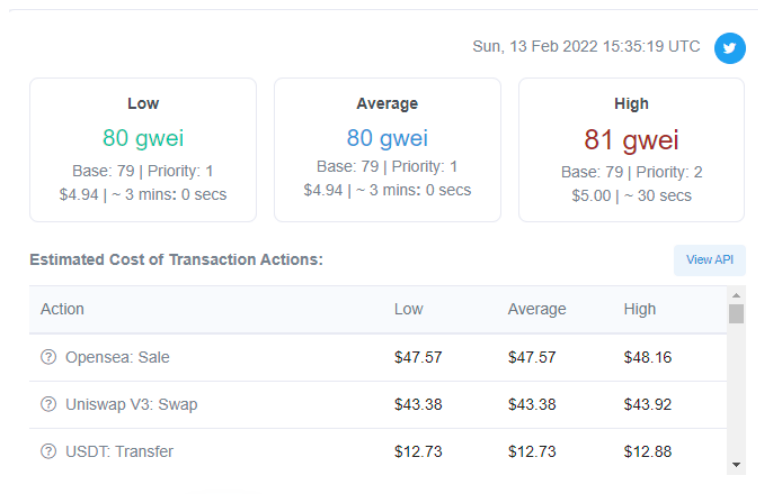 Sun, 13 Feb 2022 15:35:19 UTC
Low
80 gwei
Base: 79 | Priority: 1
$4.94 | ~ 3 mins: 0 secs
Average
80 gwei
Base: 79 | Priority: 1
$4.94 | ~ 3 mins: 0 secs
High
81 gwei
Base: 79 | Priority: 2
$5.00 | ~ 30 secs
Estimated Cost of Transaction Actions:
View API
Action Low Average High
Opensea: Sale $47.57 $47.57 $48.16
Uniswap V3: Swap $43.38 $43.38 $43.92
USDT: Transfer $12.73 $12.73 $12.88